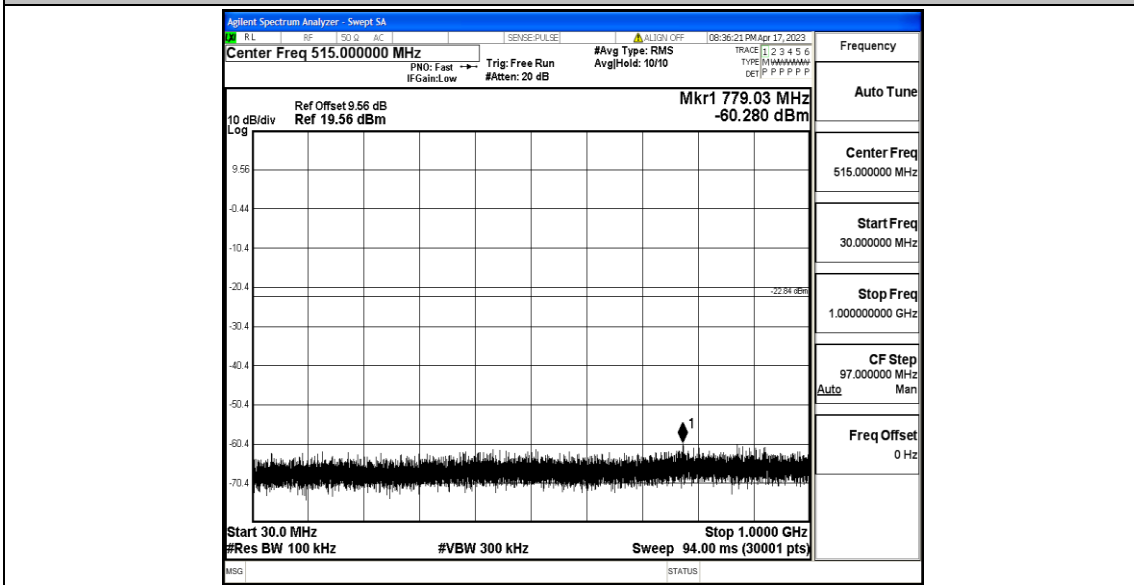 Agilent Spectrum Analyzer - Swept SA
LXI RL RF 50 Ω AC SENSE:PULSE ALIGN OFF 08:36:21 PM Apr 17, 2023
Center Freq 515.000000 MHz
PNO: Fast
IFGain:Low
Trig: Free Run
#Atten: 20 dB
#Avg Type: RMS
Avg|Hold: 10/10
TRACE 1 2 3 4 5 6
TYPE M WWWWW
DET P P P P P P
Ref Offset 9.56 dB
10 dB/div Ref 19.56 dBm
Log
Mkr1 779.03 MHz
-60.280 dBm
9.56
-0.44
-10.4
-20.4
-22.84 dBm
-30.4
-40.4
-50.4
1
-60.4
-70.4
Start 30.0 MHz
Stop 1.0000 GHz
#Res BW 100 kHz
#VBW 300 kHz
Sweep 94.00 ms (30001 pts)
MSG
STATUS
Frequency
Auto Tune
Center Freq
515.000000 MHz
Start Freq
30.000000 MHz
Stop Freq
1.000000000 GHz
CF Step
97.000000 MHz
Auto Man
Freq Offset
0 Hz